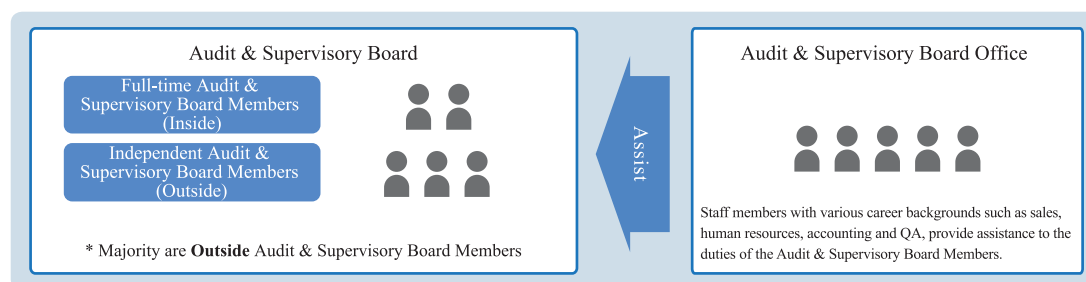 Audit & Supervisory Board
Full-time Audit &
Supervisory Board Members
(Inside)
Independent Audit &
Supervisory Board Members
(Outside)
* Majority are Outside Audit & Supervisory Board Members
Assist
Audit & Supervisory Board Office
Staff members with various career backgrounds such as sales,
human resources, accounting and QA, provide assistance to the
duties of the Audit & Supervisory Board Members.